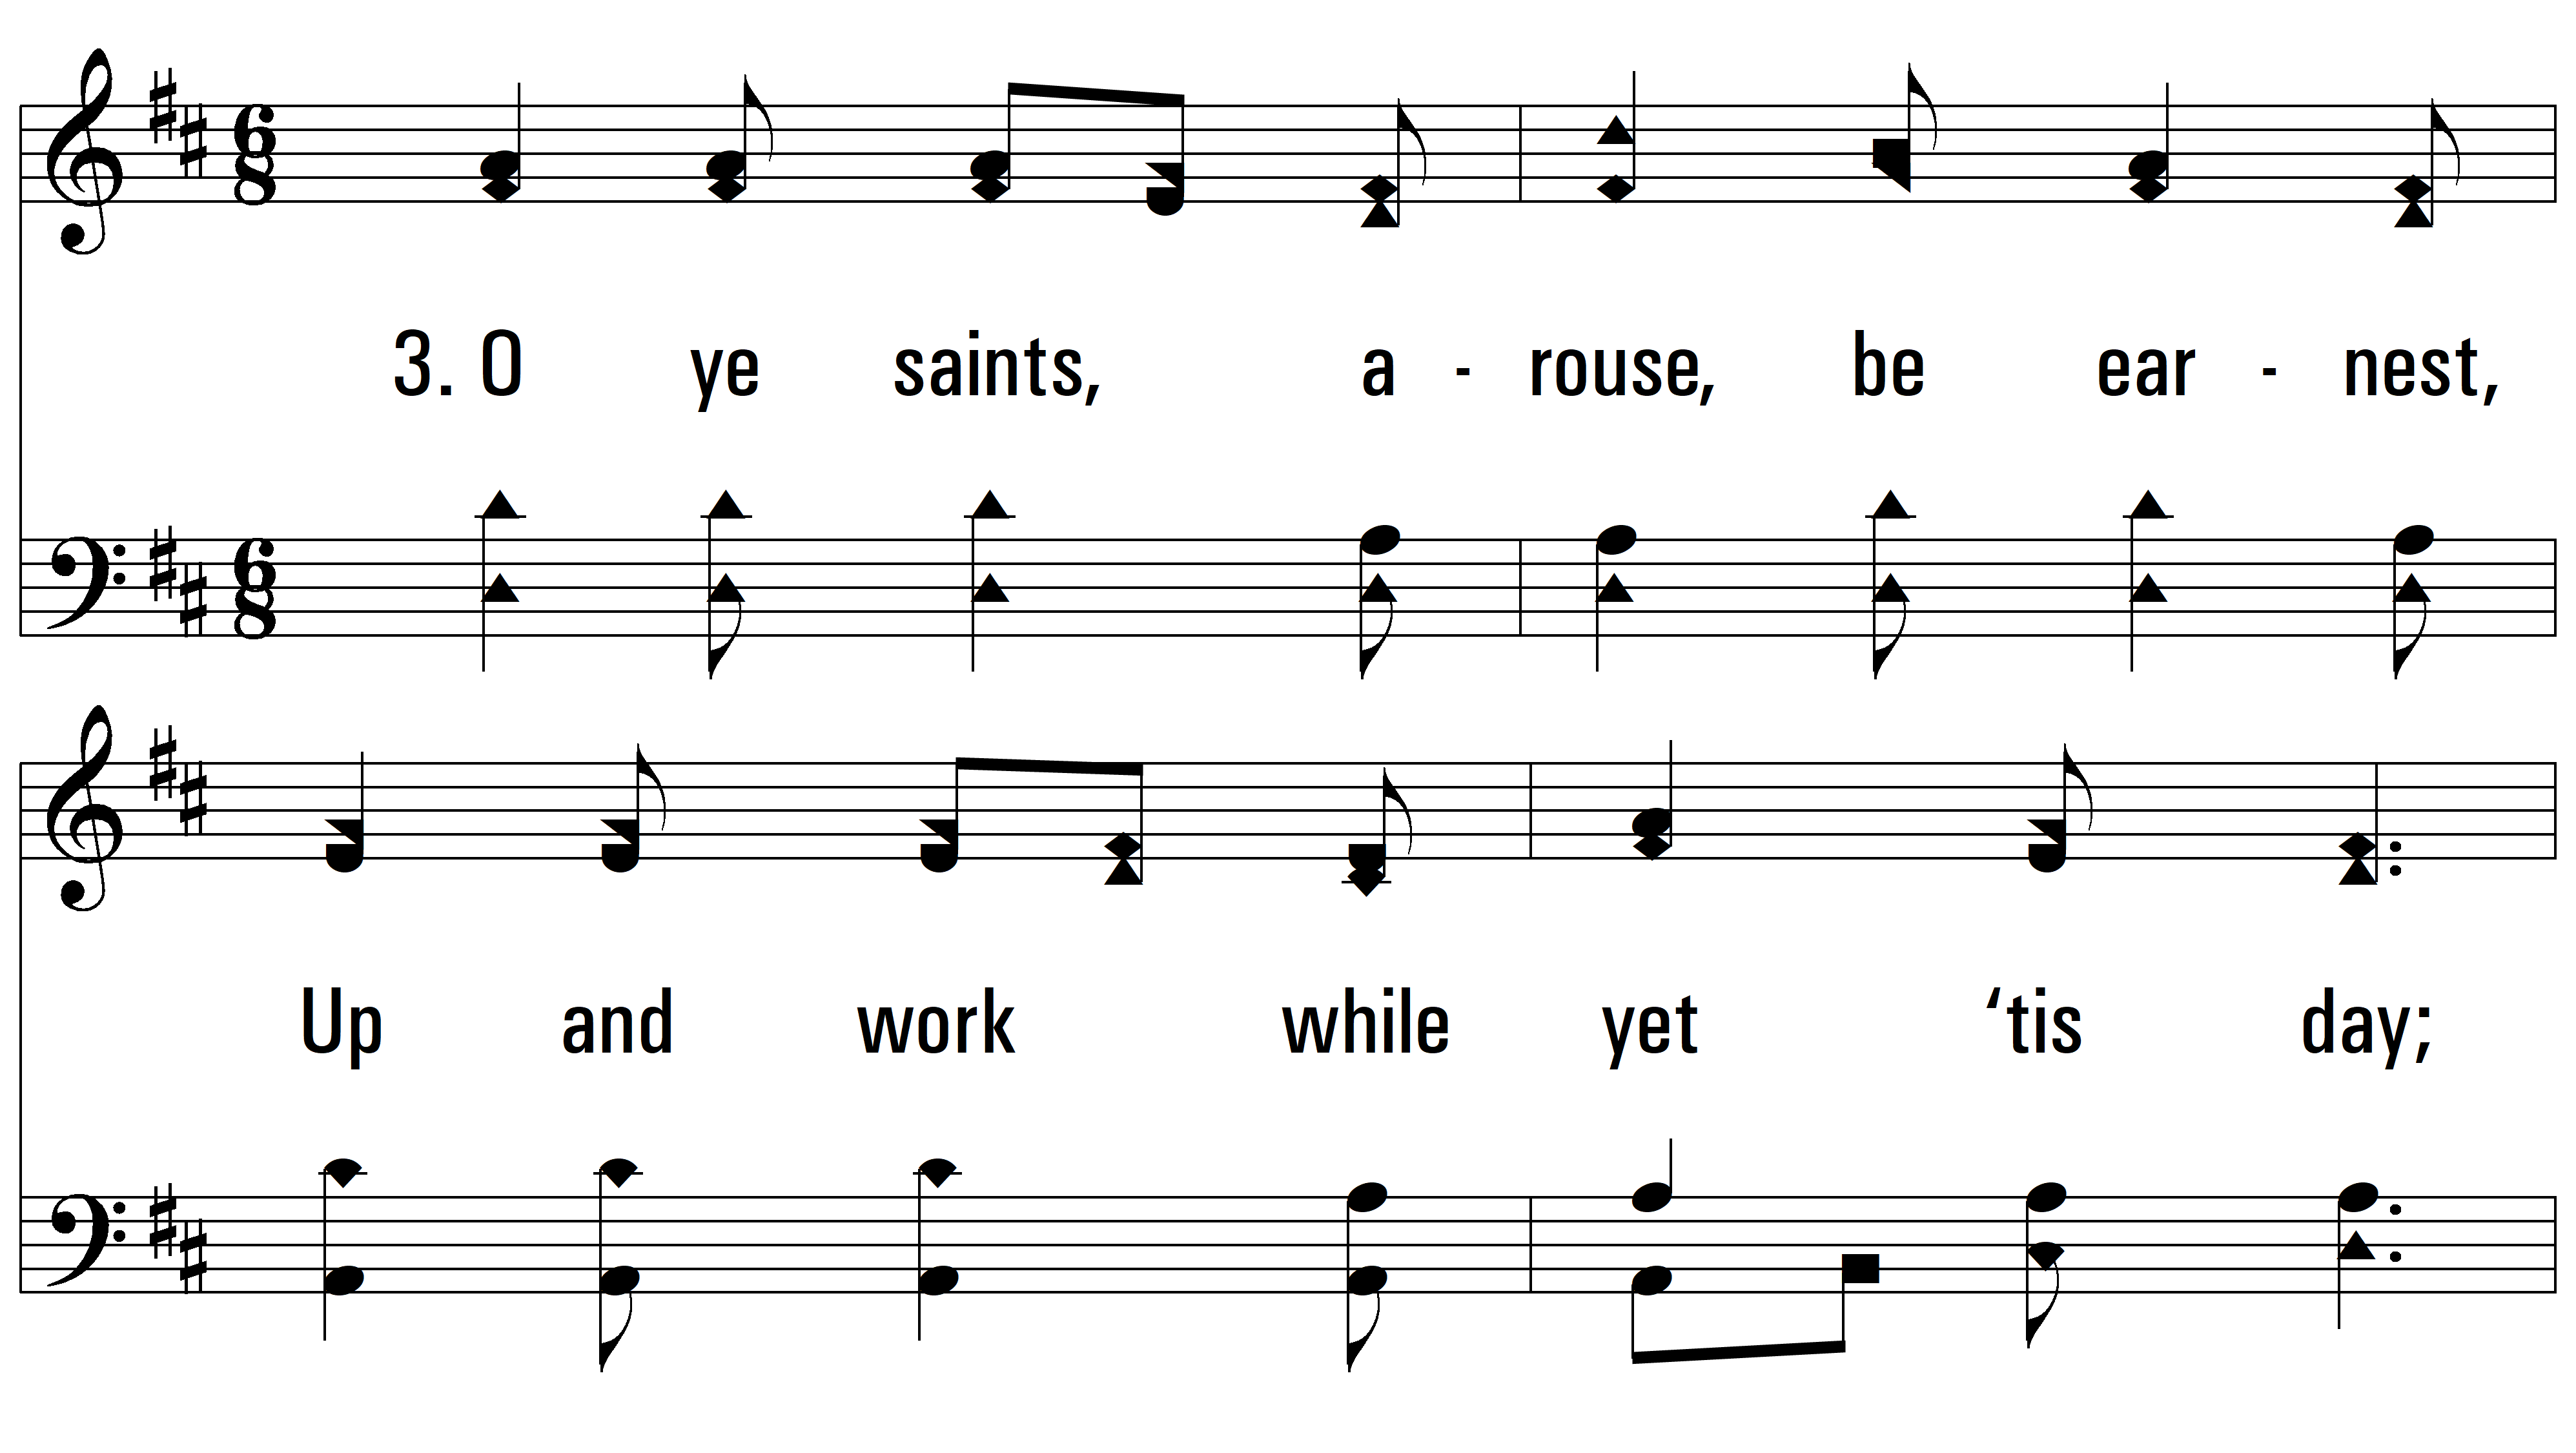 3. O ye saints, a - rouse, be ear - nest,
Up and work while yet ‘tis day;